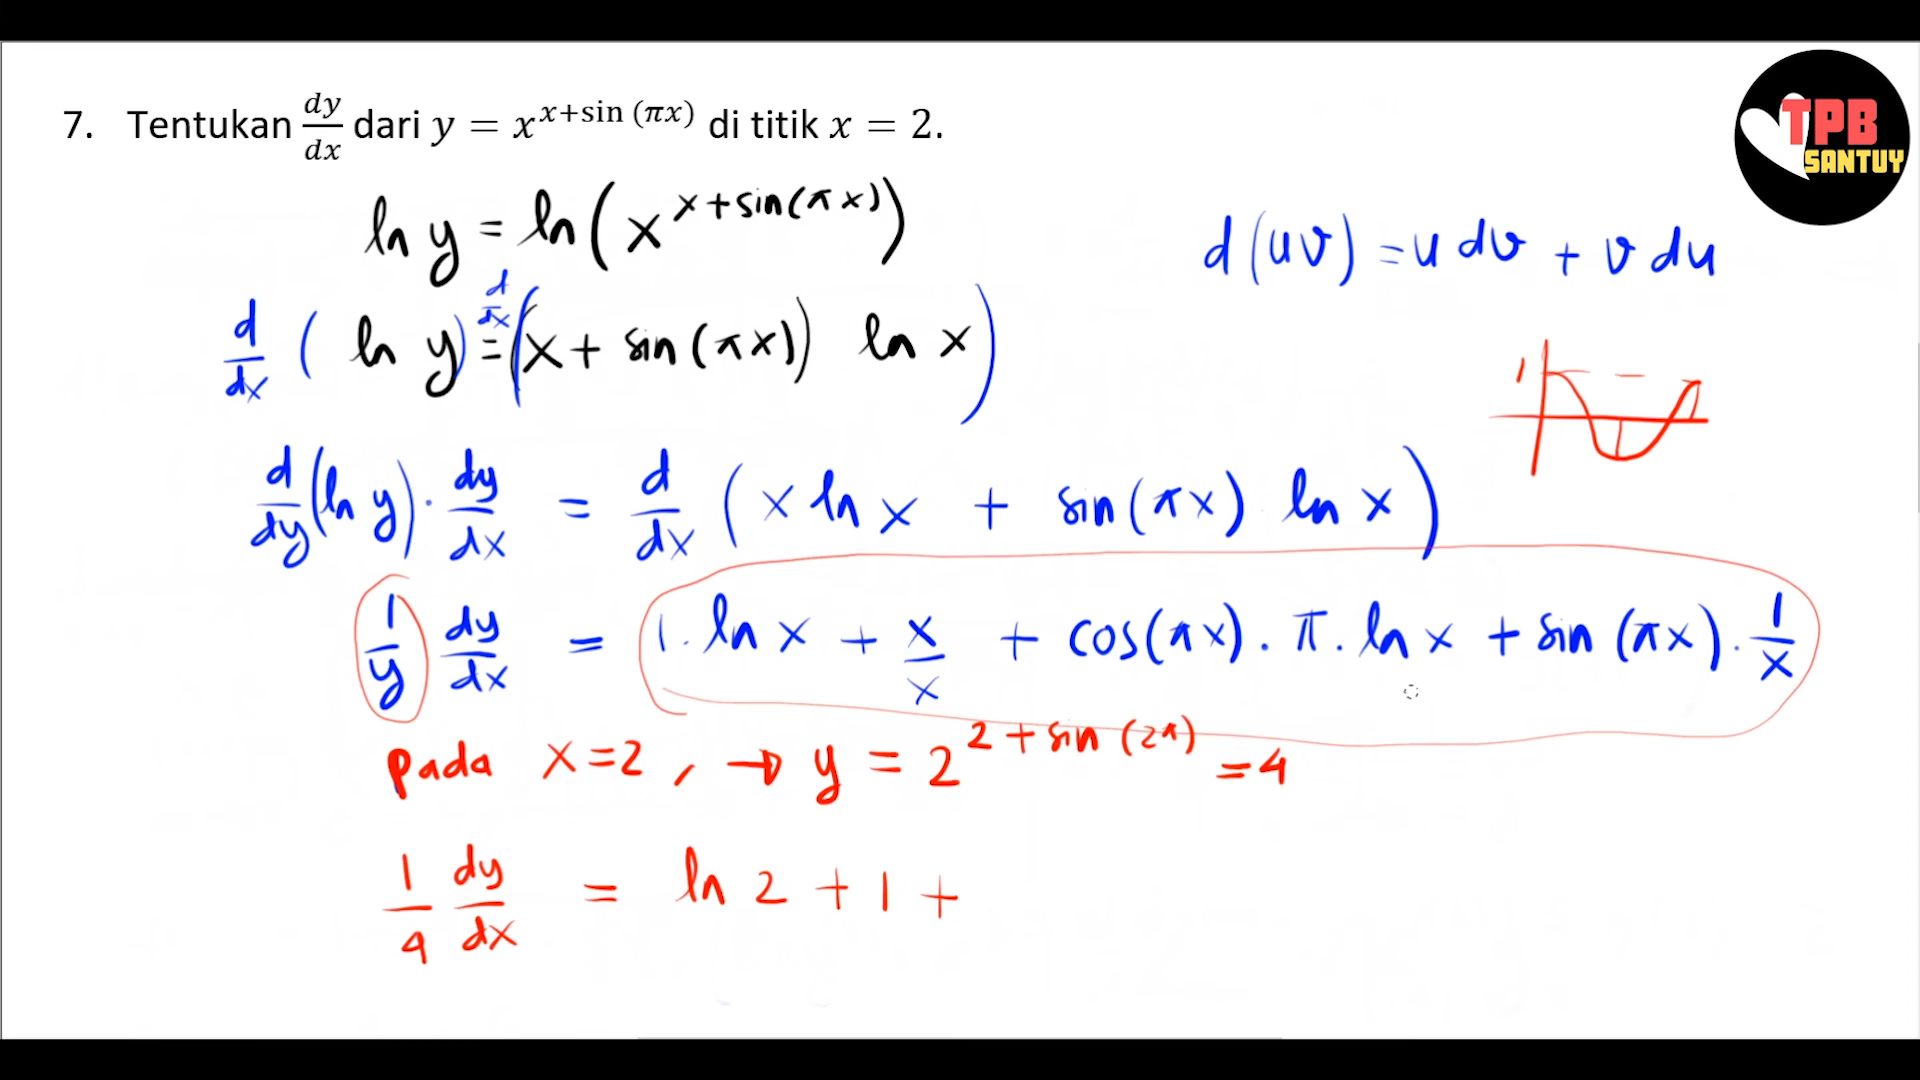 7. Tentukan dy/dx dari y = x^(x+sin (πx)) di titik x = 2.
TPB
SANTUY
ln y = ln(x^(x+sin(πx)))
d(uv) = u dv + v du
d/dx ( ln y) = d/dx ((x + sin(πx)) ln x)
1
d/dy (ln y) · dy/dx = d/dx (x ln x + sin(πx) ln x)
1/y dy/dx = 1. ln x + x/x + cos(πx) . π . ln x + sin(πx) . 1/x
pada x=2, → y = 2^(2+sin(2π)) = 4
1/4 dy/dx = ln 2 + 1 +